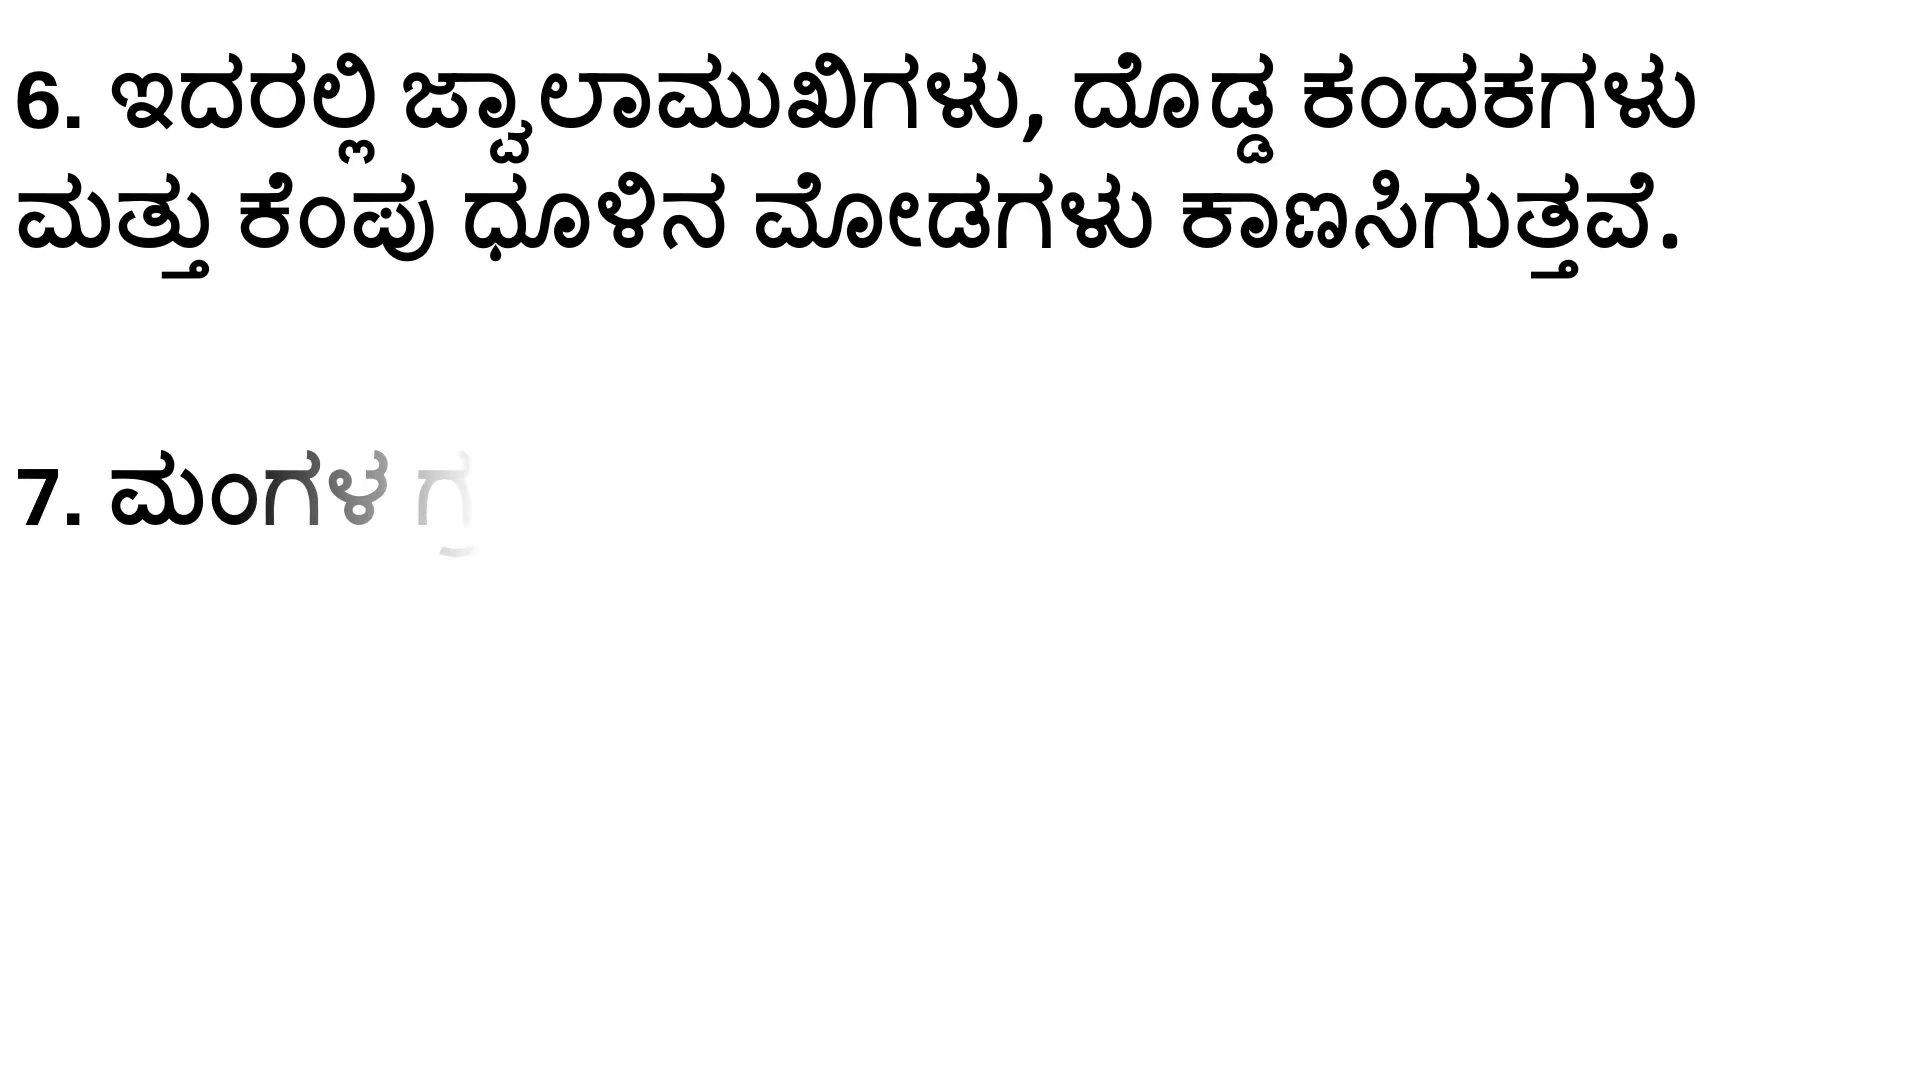 6. ಇದರಲ್ಲಿ ಜ್ವಾಲಾಮುಖಿಗಳು, ದೊಡ್ಡ ಕಂದಕಗಳು
ಮತ್ತು ಕೆಂಪು ಧೂಳಿನ ಮೋಡಗಳು ಕಾಣಸಿಗುತ್ತವೆ.
7. ಮಂಗಳ